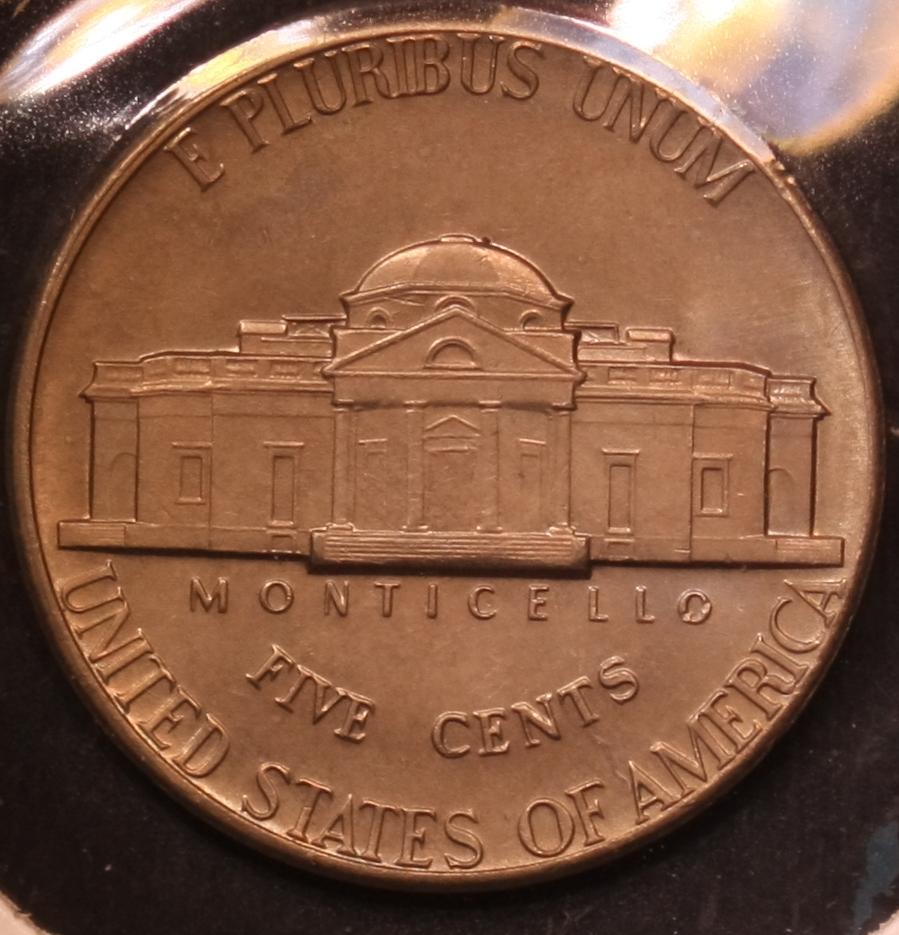 E PLURIBUS UNUM
MONTICELLO
FIVE CENTS
UNITED STATES OF AMERICA